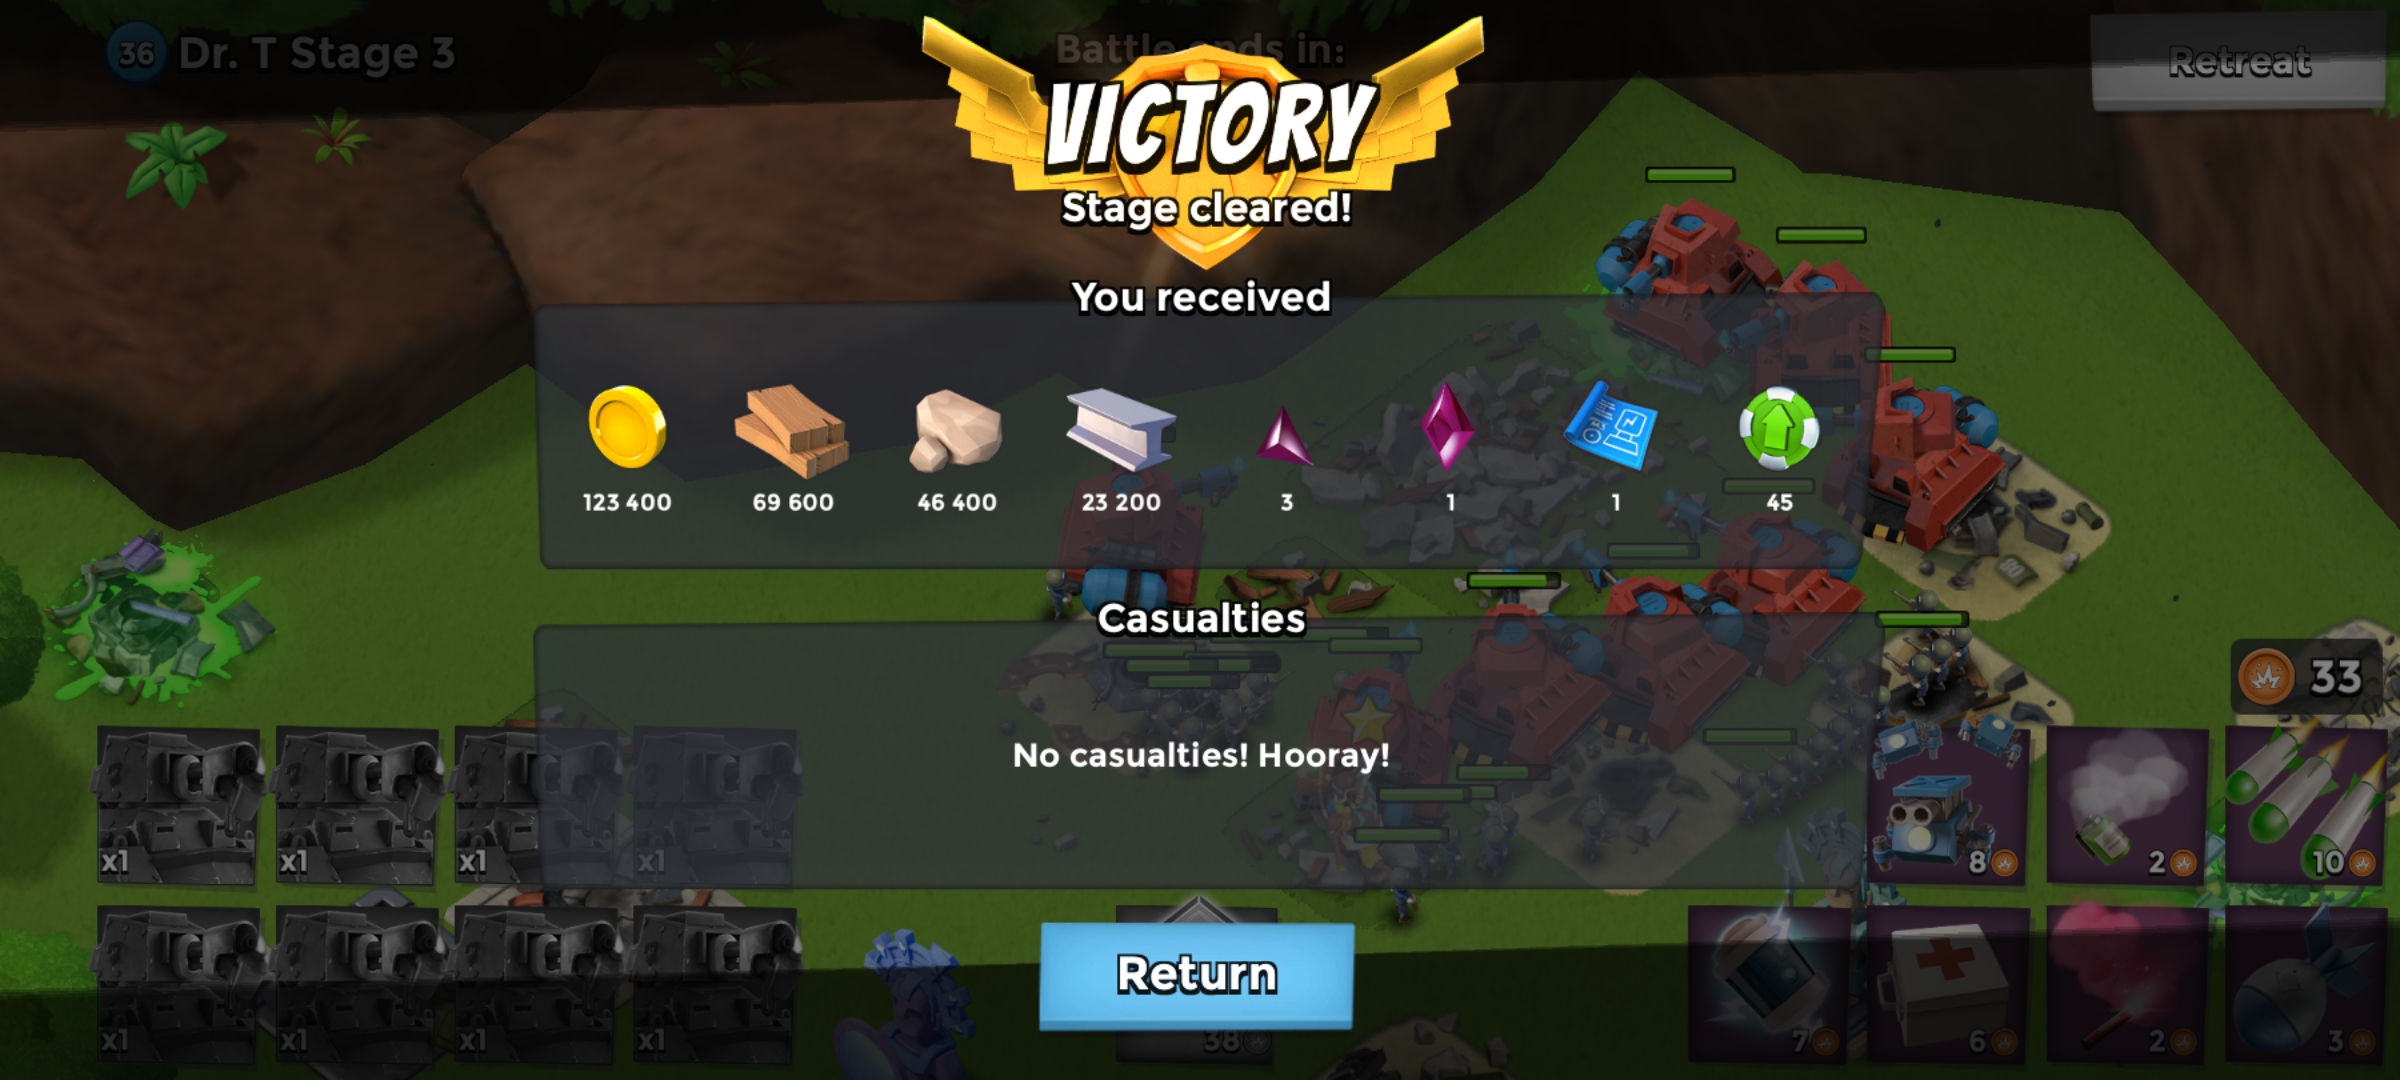 36 Dr. T Stage 3
Battle ends in:
Retreat
VICTORY
Stage cleared!
You received
123 400
69 600
46 400
23 200
3
1
1
45
Casualties
No casualties! Hooray!
33
x1
x1
x1
x1
8
2
10
Return
x1
x1
x1
x1
38
7
6
2
3